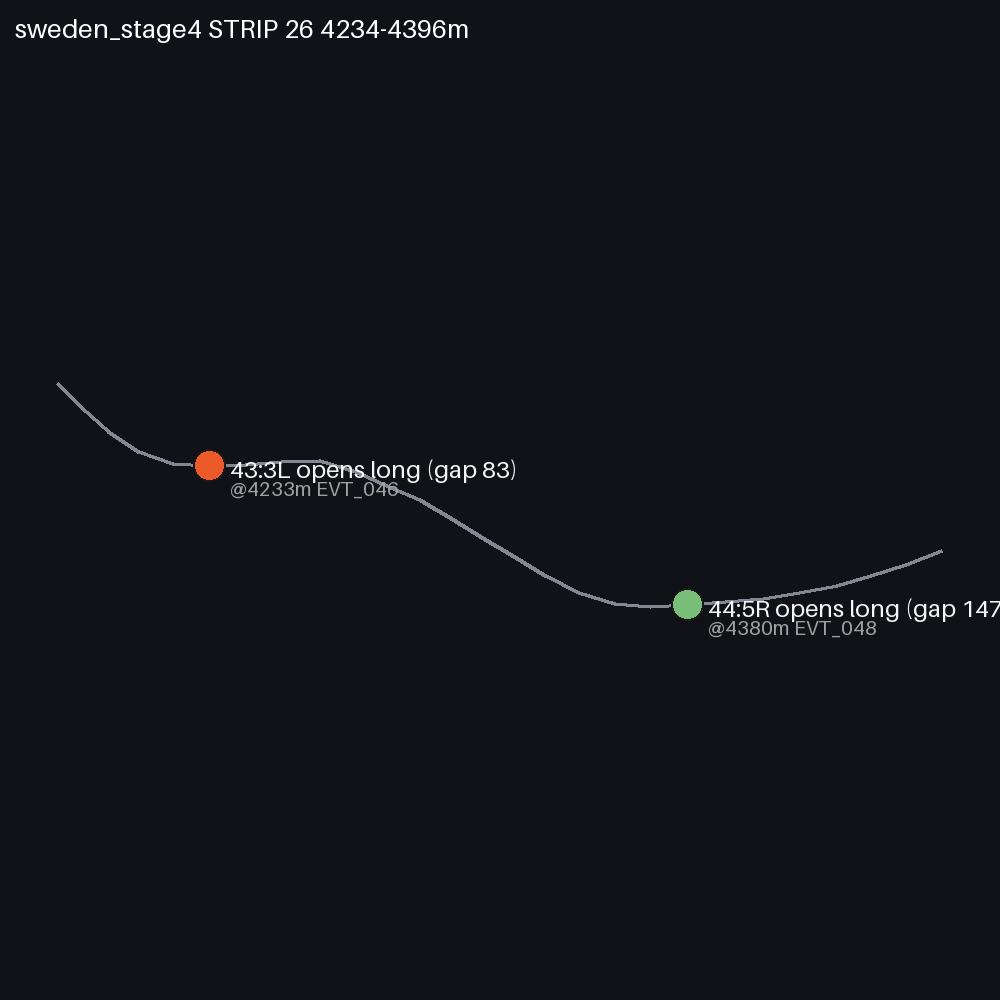 sweden_stage4 STRIP 26 4234-4396m
43:3L opens long (gap 83)
@4233m EVT_046
44:5R opens long (gap 147
@4380m EVT_048